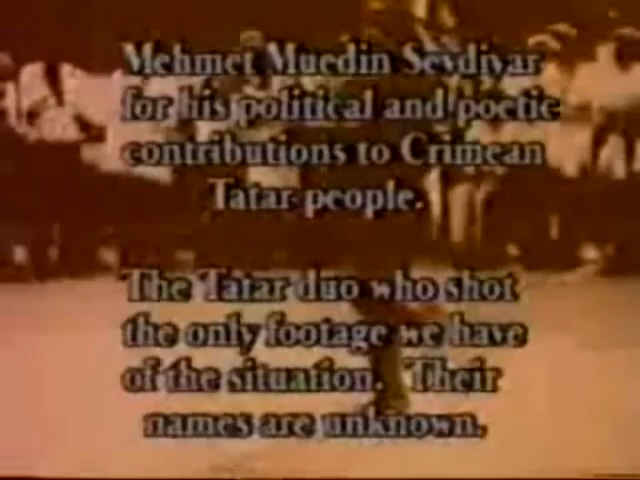 Mehmet Muedin Sevdiyar
for his political and poetic
contributions to Crimean
Tatar people.
The Tatar duo who shot
the only footage we have
of the situation. Their
names are unknown.